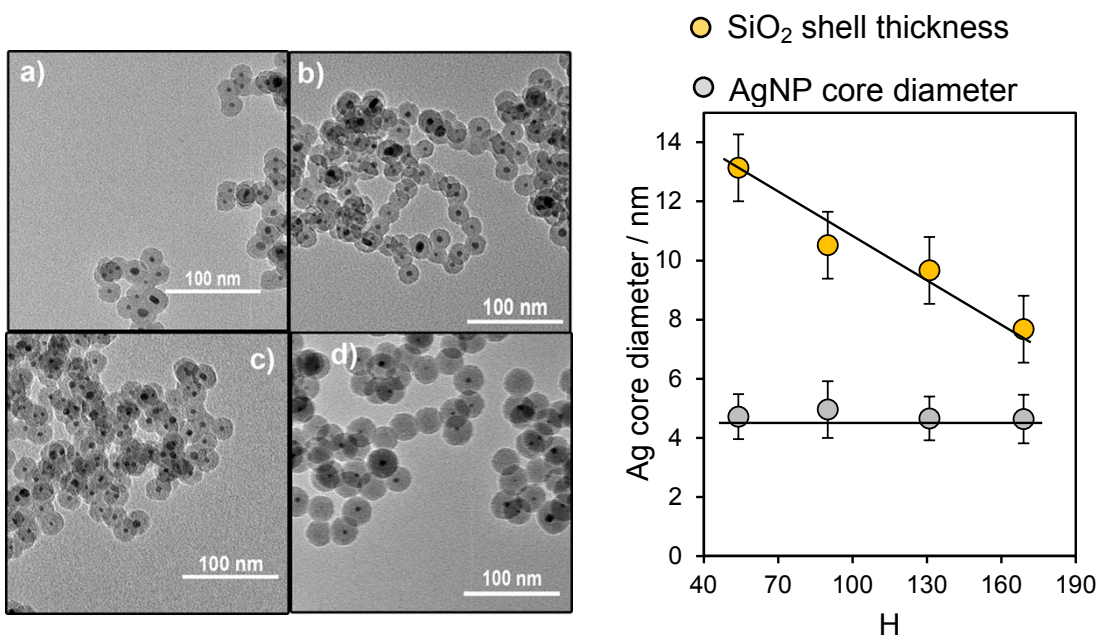 a)
100 nm
b)
100 nm
c)
100 nm
d)
100 nm
SiO₂ shell thickness
AgNP core diameter
Ag core diameter / nm
14
12
10
8
6
4
2
0
40 70 100 130 160 190
H